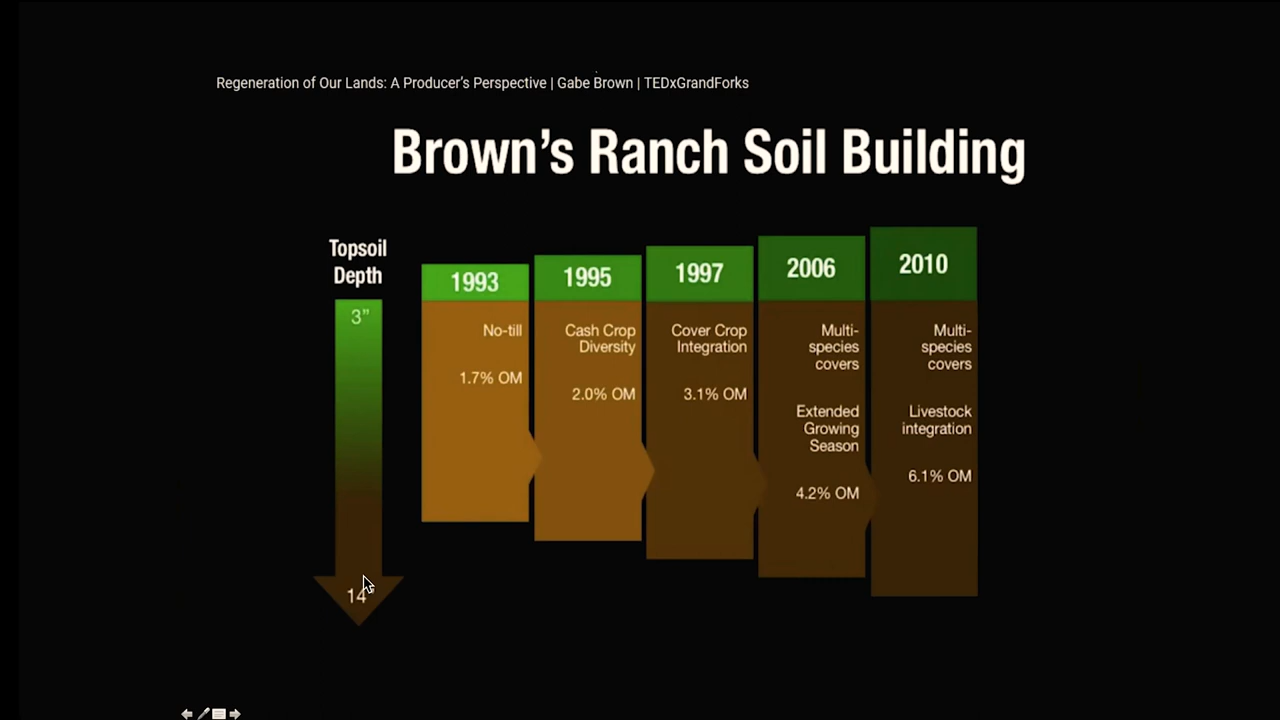 Regeneration of Our Lands: A Producer's Perspective | Gabe Brown | TEDxGrandForks
Brown's Ranch Soil Building
Topsoil
Depth
3”
14
1993
No-till
1.7% OM
1995
Cash Crop
Diversity
2.0% OM
1997
Cover Crop
Integration
3.1% OM
2006
Multi-
species
covers
Extended
Growing
Season
4.2% OM
2010
Multi-
species
covers
Livestock
integration
6.1% OM